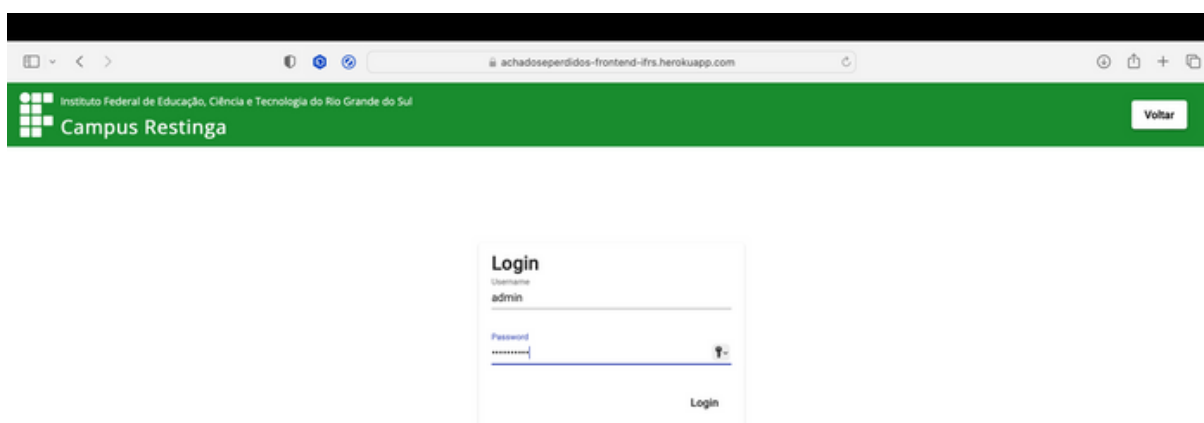 achadoseperdidos-frontend-ifrs.herokuapp.com
Instituto Federal de Educação, Ciência e Tecnologia do Rio Grande do Sul
Campus Restinga
Voltar
Login
Username
admin
Password
••••••••••
Login